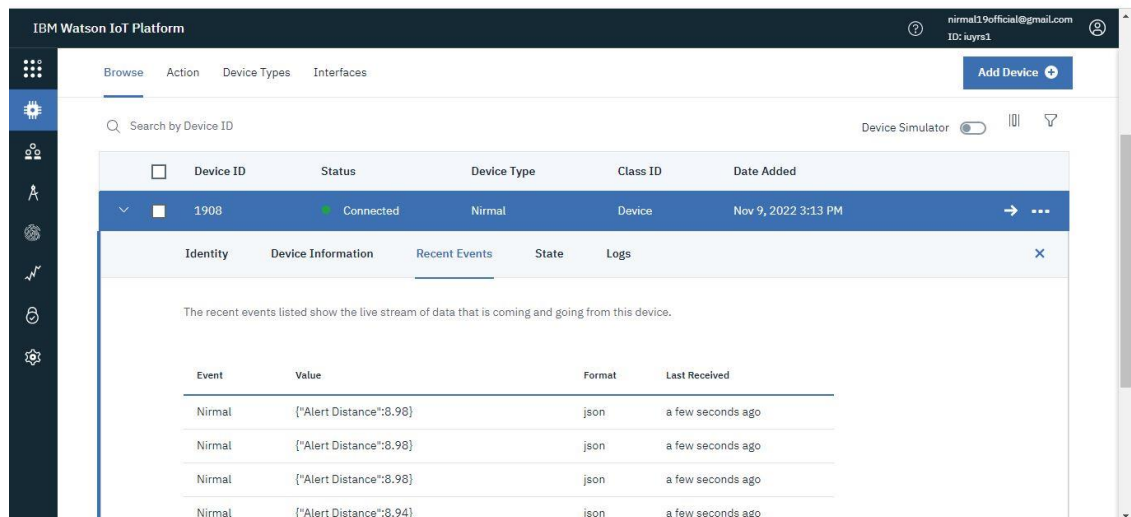 IBM Watson IoT Platform
nirmal19official@gmail.com
ID: iuyrs1
Browse Action Device Types Interfaces
Add Device
Search by Device ID
Device Simulator
Device ID Status Device Type Class ID Date Added
1908 Connected Nirmal Device Nov 9, 2022 3:13 PM
Identity Device Information Recent Events State Logs
The recent events listed show the live stream of data that is coming and going from this device.
Event Value Format Last Received
Nirmal {"Alert Distance":8.98} json a few seconds ago
Nirmal {"Alert Distance":8.98} json a few seconds ago
Nirmal {"Alert Distance":8.98} json a few seconds ago
Nirmal {"Alert Distance":8.94} json a few seconds ago